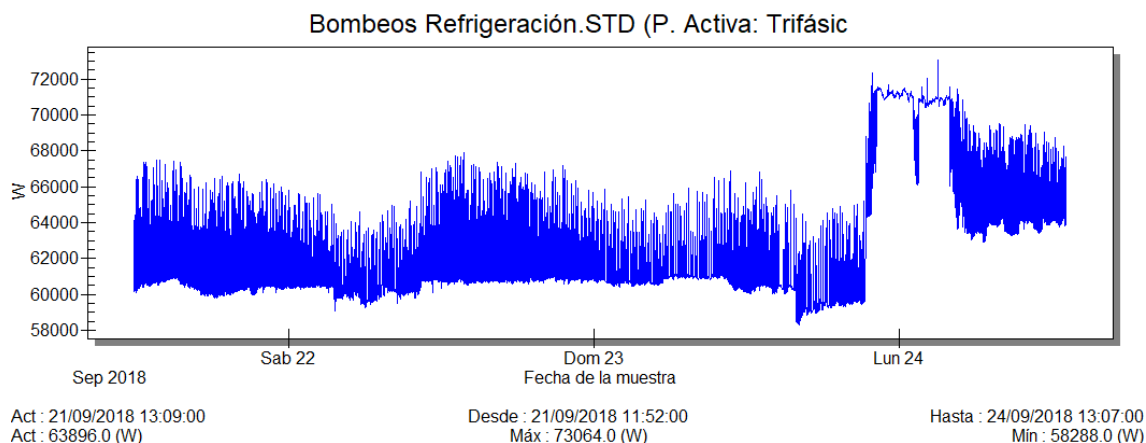 Bombeos Refrigeración.STD (P. Activa: Trifásic
72000
70000
68000
66000
64000
62000
60000
58000
W
Sab 22 Dom 23 Lun 24
Sep 2018 Fecha de la muestra
Act : 21/09/2018 13:09:00 Desde : 21/09/2018 11:52:00 Hasta : 24/09/2018 13:07:00
Act : 63896.0 (W) Máx : 73064.0 (W) Mín : 58288.0 (W)